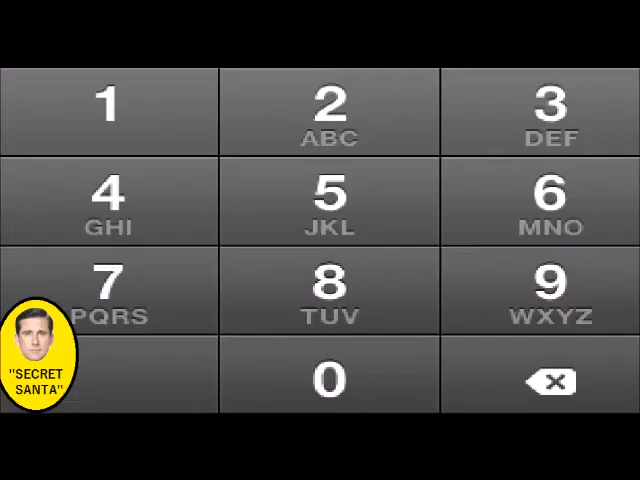 1 2 3
ABC DEF
4 5 6
GHI JKL MNO
7 8 9
PQRS TUV WXYZ
"SECRET
SANTA"
0